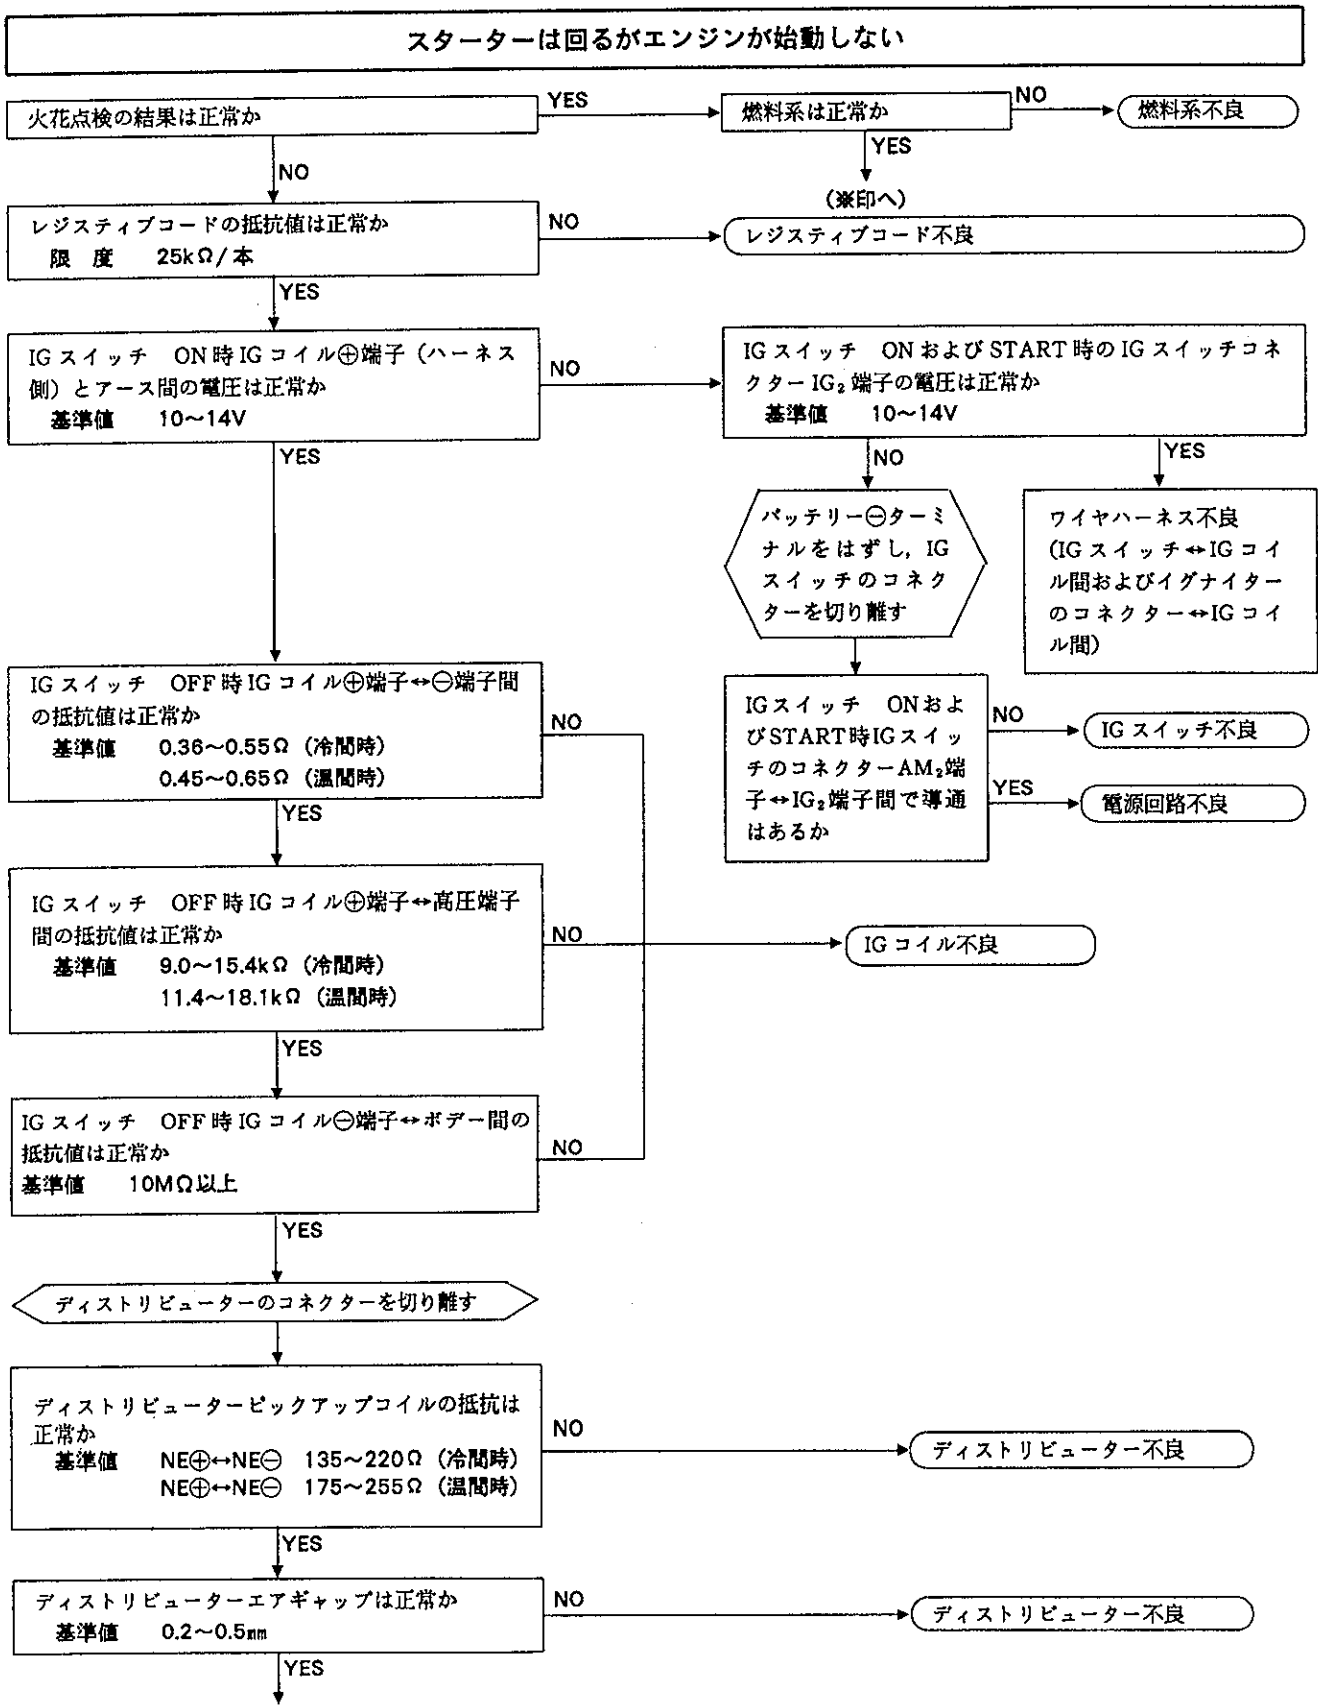 スターターは回るがエンジンが始動しない
火花点検の結果は正常か
YES
燃料系は正常か
NO
燃料系不良
YES
(※印へ)
NO
レジスティブコードの抵抗値は正常か
限 度 25kΩ/本
NO
レジスティブコード不良
YES
IG スイッチ ON 時 IG コイル⊕端子（ハーネス
側）とアース間の電圧は正常か
基準値 10～14V
NO
IG スイッチ ON および START 時の IG スイッチコネ
クター IG₂ 端子の電圧は正常か
基準値 10～14V
YES
NO
YES
バッテリー⊖ターミ
ナルをはずし，IG
スイッチのコネク
ターを切り離す
ワイヤハーネス不良
(IG スイッチ↔IG コイ
ル間およびイグナイター
のコネクター↔IG コイ
ル間)
IG スイッチ OFF 時 IG コイル⊕端子↔⊖端子間
の抵抗値は正常か
基準値 0.36～0.55Ω（冷間時）
0.45～0.65Ω（温間時）
NO
IGスイッチ ONおよ
びSTART時IGスイッ
チのコネクターAM₂端
子↔IG₂端子間で導通
はあるか
NO
IG スイッチ不良
YES
電源回路不良
YES
IG スイッチ OFF 時 IG コイル⊕端子↔高圧端子
間の抵抗値は正常か
基準値 9.0～15.4kΩ（冷間時）
11.4～18.1kΩ（温間時）
NO
IG コイル不良
YES
IG スイッチ OFF 時 IG コイル⊖端子↔ボデー間の
抵抗値は正常か
基準値 10MΩ以上
NO
YES
ディストリビューターのコネクターを切り離す
ディストリビューターピックアップコイルの抵抗は
正常か
基準値 NE⊕↔NE⊖ 135～220Ω（冷間時）
NE⊕↔NE⊖ 175～255Ω（温間時）
NO
ディストリビューター不良
YES
ディストリビューターエアギャップは正常か
基準値 0.2～0.5㎜
NO
ディストリビューター不良
YES